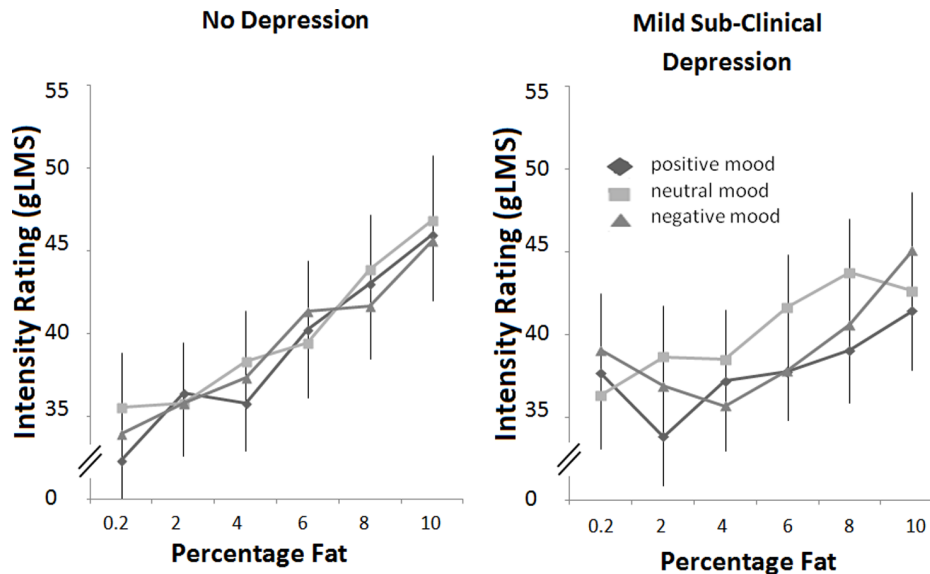 No Depression
Intensity Rating (gLMS)
55
50
45
40
35
0
0.2 2 4 6 8 10
Percentage Fat
Mild Sub-Clinical
Depression
Intensity Rating (gLMS)
55
50
45
40
35
0
positive mood
neutral mood
negative mood
0.2 2 4 6 8 10
Percentage Fat